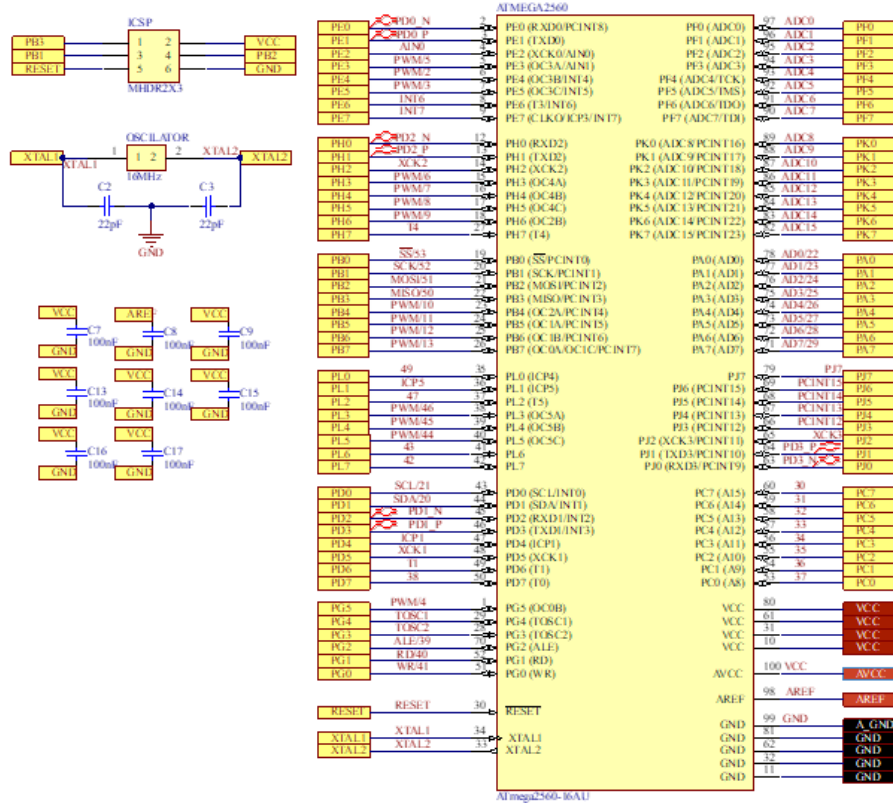 ICSP
PB3 1 2 VCC
PB1 3 4 PB2
RESET 5 6 GND
MHDR2X3
OSCILATOR
XTAL1 XTAL1 1 1 2 2 XTAL2 XTAL2
16MHz
C2 C3
22pF 22pF
GND
VCC AREF VCC
C7 C8 C9
100nF 100nF 100nF
GND GND GND
VCC VCC VCC
C13 C14 C15
100nF 100nF 100nF
GND GND GND
VCC VCC
C16 C17
100nF 100nF
GND GND
ATMEGA2560
PE0 PD0_N 2 PE0 (RXD0/PCINT8) PF0 (ADC0) 97 ADC0 PF0
PE1 PD0_P PE1 (TXD0) PF1 (ADC1) ADC1 PF1
PE2 AIN0 PE2 (XCK0/AIN0) PF2 (ADC2) ADC2 PF2
PE3 PWM/5 PE3 (OC3A/AIN1) PF3 (ADC3) ADC3 PF3
PE4 PWM/2 PE4 (OC3B/INT4) PF4 (ADC4/TCK) ADC4 PF4
PE5 PWM/3 PE5 (OC3C/INT5) PF5 (ADC5/TMS) ADC5 PF5
PE6 INT6 PE6 (T3/INT6) PF6 (ADC6/TDO) ADC6 PF6
PE7 INT7 PE7 (CLKO/ICP3/INT7) PF7 (ADC7/TDI) ADC7 PF7
PH0 PD2_N 12 PH0 (RXD2) PK0 (ADC8/PCINT16) 89 ADC8 PK0
PH1 PD2_P PH1 (TXD2) PK1 (ADC9/PCINT17) ADC9 PK1
PH2 XCK2 PH2 (XCK2) PK2 (ADC10/PCINT18) ADC10 PK2
PH3 PWM/6 PH3 (OC4A) PK3 (ADC11/PCINT19) ADC11 PK3
PH4 PWM/7 PH4 (OC4B) PK4 (ADC12/PCINT20) ADC12 PK4
PH5 PWM/8 PH5 (OC4C) PK5 (ADC13/PCINT21) ADC13 PK5
PH6 PWM/9 PH6 (OC2B) PK6 (ADC14/PCINT22) ADC14 PK6
PH7 T4 PH7 (T4) PK7 (ADC15/PCINT23) ADC15 PK7
PB0 SS/53 19 PB0 (SS/PCINT0) PA0 (AD0) 78 AD0/22 PA0
PB1 SCK/52 PB1 (SCK/PCINT1) PA1 (AD1) AD1/23 PA1
PB2 MOSI/51 PB2 (MOSI/PCINT2) PA2 (AD2) AD2/24 PA2
PB3 MISO/50 PB3 (MISO/PCINT3) PA3 (AD3) AD3/25 PA3
PB4 PWM/10 PB4 (OC2A/PCINT4) PA4 (AD4) AD4/26 PA4
PB5 PWM/11 PB5 (OC1A/PCINT5) PA5 (AD5) AD5/27 PA5
PB6 PWM/12 PB6 (OC1B/PCINT6) PA6 (AD6) AD6/28 PA6
PB7 PWM/13 PB7 (OC0A/OC1C/PCINT7) PA7 (AD7) AD7/29 PA7
PL0 49 35 PL0 (ICP4) PJ7 79 PJ7 PJ7
PL1 ICP5 PL1 (ICP5) PJ6 (PCINT15) PCINT15 PJ6
PL2 47 PL2 (T5) PJ5 (PCINT14) PCINT14 PJ5
PL3 PWM/46 PL3 (OC5A) PJ4 (PCINT13) PCINT13 PJ4
PL4 PWM/45 PL4 (OC5B) PJ3 (PCINT12) PCINT12 PJ3
PL5 PWM/44 PL5 (OC5C) PJ2 (XCK3/PCINT11) XCK3 PJ2
PL6 43 PL6 PJ1 (TXD3/PCINT10) PD3_P PJ1
PL7 42 PL7 PJ0 (RXD3/PCINT9) PD3_N PJ0
PD0 SCL/21 43 PD0 (SCL/INT0) PC7 (A15) 60 30 PC7
PD1 SDA/20 PD1 (SDA/INT1) PC6 (A14) 31 PC6
PD2 PD1_N PD2 (RXD1/INT2) PC5 (A13) 32 PC5
PD3 PD1_P PD3 (TXD1/INT3) PC4 (A12) 33 PC4
PD4 ICP1 PD4 (ICP1) PC3 (A11) 34 PC3
PD5 XCK1 PD5 (XCK1) PC2 (A10) 35 PC2
PD6 T1 PD6 (T1) PC1 (A9) 36 PC1
PD7 38 PD7 (T0) PC0 (A8) 37 PC0
PG5 PWM/4 1 PG5 (OC0B) VCC 80 VCC
PG4 TOSC1 PG4 (TOSC1) VCC 61 VCC
PG3 TOSC2 PG3 (TOSC2) VCC 31 VCC
PG2 ALE/39 PG2 (ALE) VCC 10 VCC
PG1 RD/40 PG1 (RD)
PG0 WR/41 PG0 (WR) AVCC 100 VCC AVCC
AREF 98 AREF AREF
RESET RESET 30 RESET
GND 99 GND A_GND
XTAL1 XTAL1 34 XTAL1 GND 81 GND
XTAL2 XTAL2 33 XTAL2 GND 62 GND
GND 32 GND
GND 11 GND
ATmega2560-16AU